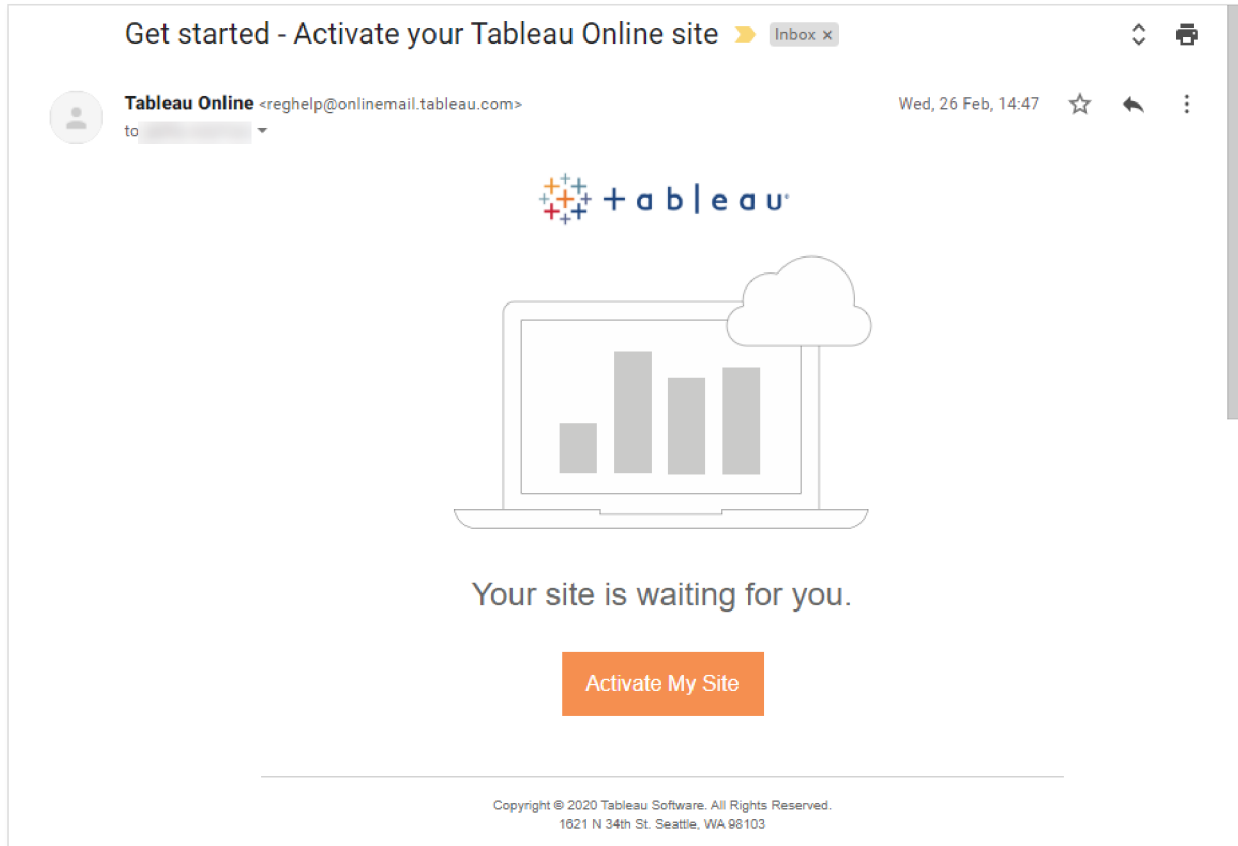 Get started - Activate your Tableau Online site Inbox x
Tableau Online <reghelp@onlinemail.tableau.com> Wed, 26 Feb, 14:47
to
+ableau
Your site is waiting for you.
Activate My Site
Copyright © 2020 Tableau Software. All Rights Reserved.
1621 N 34th St. Seattle, WA 98103